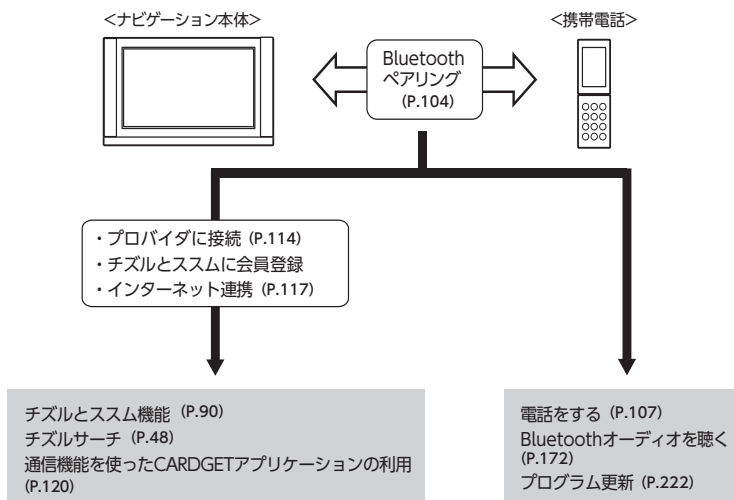 <ナビゲーション本体>
<携帯電話>
Bluetooth
ペアリング
(P.104)
・プロバイダに接続 (P.114)
・チズルとススムに会員登録
・インターネット連携 (P.117)
チズルとススム機能 (P.90)
チズルサーチ (P.48)
通信機能を使ったCARDGETアプリケーションの利用
(P.120)
電話をする (P.107)
Bluetoothオーディオを聴く
(P.172)
プログラム更新 (P.222)